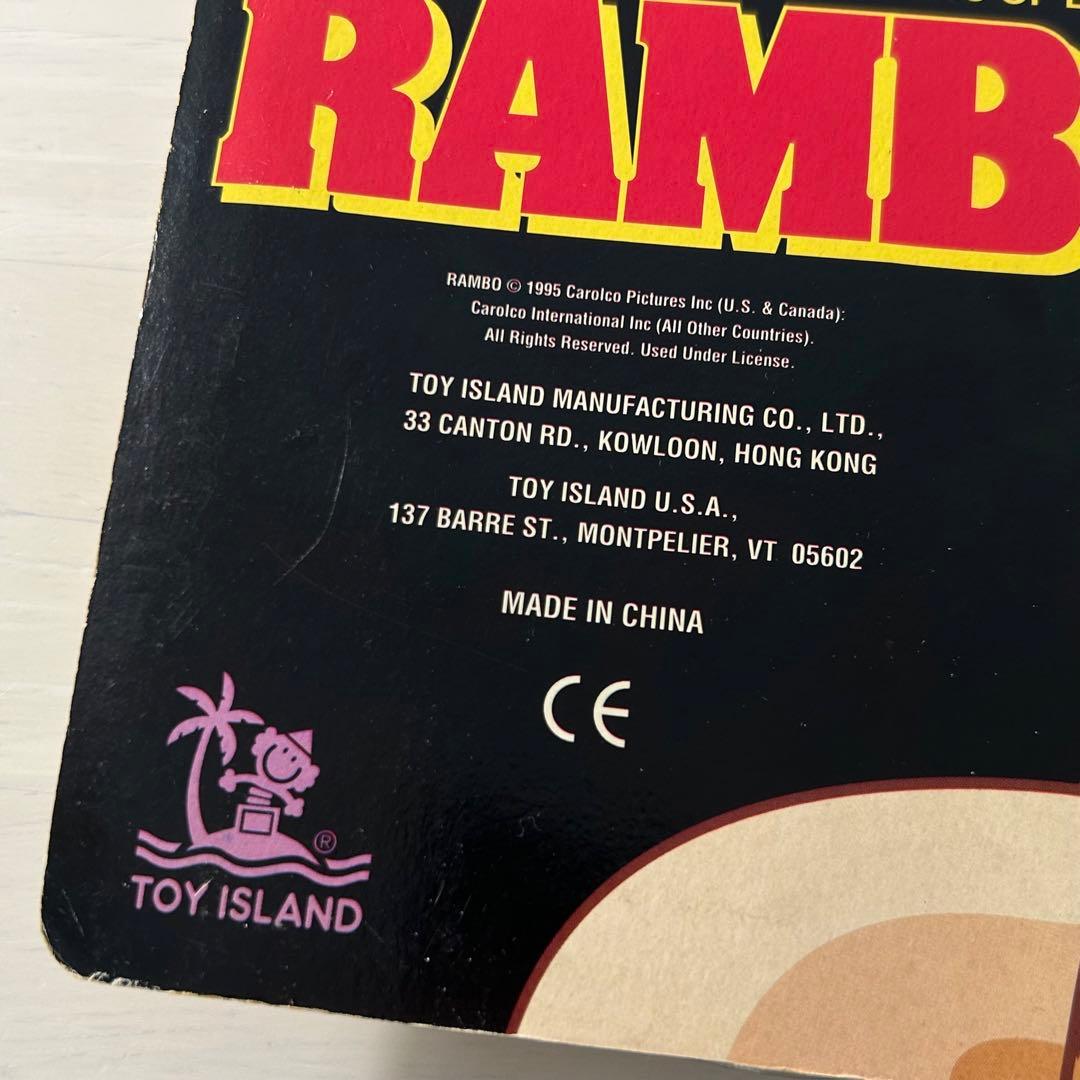 RAMB
RAMBO © 1995 Carolco Pictures Inc (U.S. & Canada):
Carolco International Inc (All Other Countries).
All Rights Reserved. Used Under License.
TOY ISLAND MANUFACTURING CO., LTD.,
33 CANTON RD., KOWLOON, HONG KONG
TOY ISLAND U.S.A.,
137 BARRE ST., MONTPELIER, VT 05602
MADE IN CHINA
CE
®
TOY ISLAND